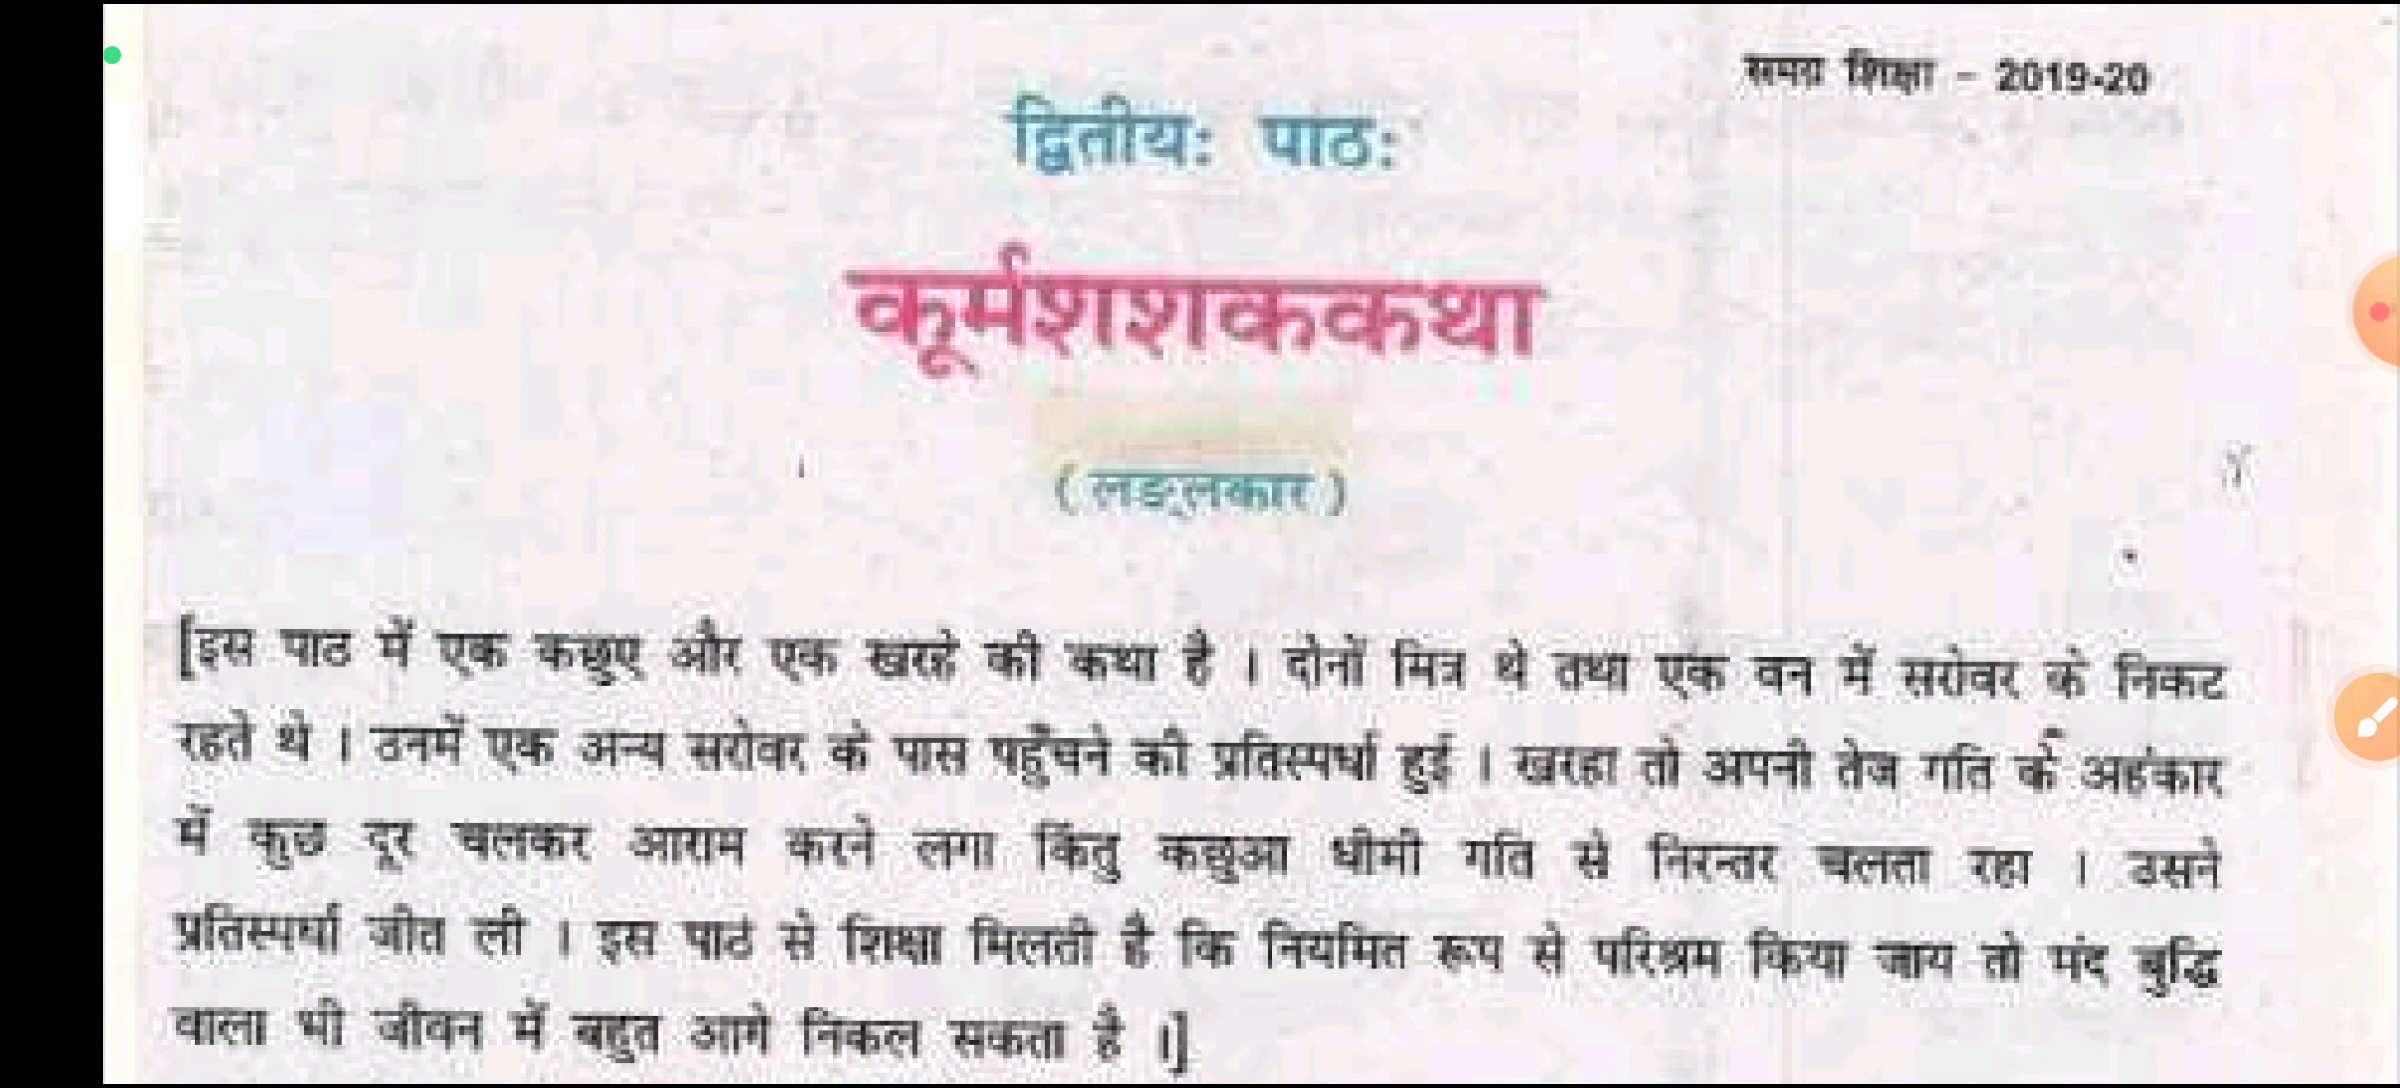 समग्र शिक्षा - 2019-20
द्वितीयः पाठः
कूर्मशशककथा
( लङ्लकार )
[इस पाठ में एक कछुए और एक खरहे की कथा है । दोनों मित्र थे तथा एक वन में सरोवर के निकट
रहते थे । उनमें एक अन्य सरोवर के पास पहुँचने की प्रतिस्पर्धा हुई । खरहा तो अपनी तेज गति के अहंकार
में कुछ दूर चलकर आराम करने लगा किंतु कछुआ धीमी गति से निरन्तर चलता रहा । उसने
प्रतिस्पर्धा जीत ली । इस पाठ से शिक्षा मिलती है कि नियमित रूप से परिश्रम किया जाय तो मंद बुद्धि
वाला भी जीवन में बहुत आगे निकल सकता है ।]